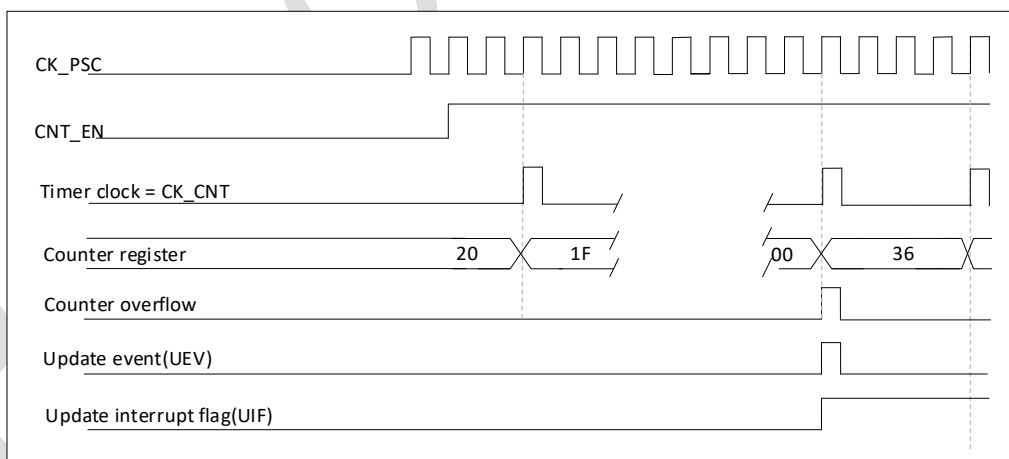 CK_PSC
CNT_EN
Timer clock = CK_CNT
Counter register 20 1F 00 36
Counter overflow
Update event(UEV)
Update interrupt flag(UIF)